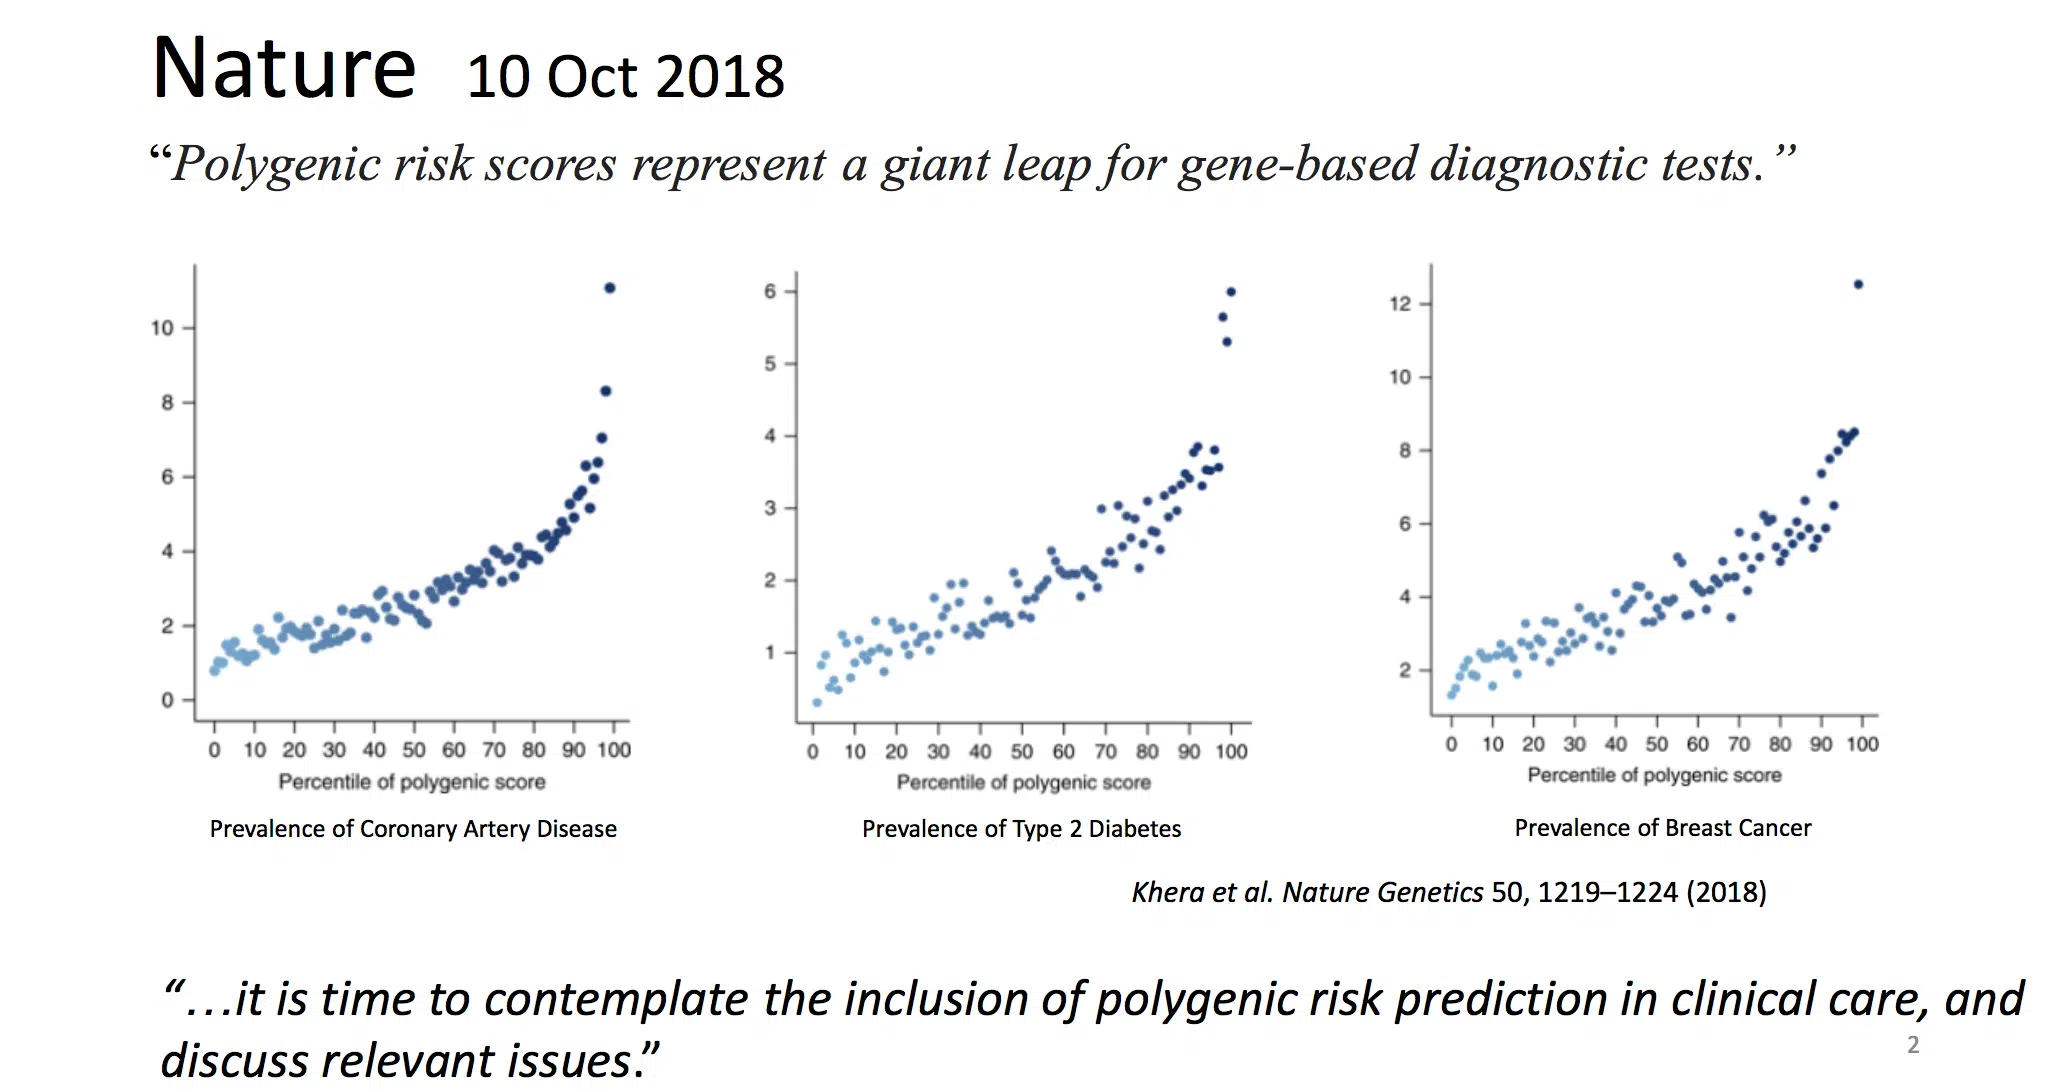 Nature 10 Oct 2018
“Polygenic risk scores represent a giant leap for gene-based diagnostic tests.”
10
8
6
4
2
0
0 10 20 30 40 50 60 70 80 90 100
Percentile of polygenic score
Prevalence of Coronary Artery Disease
6
5
4
3
2
1
0 10 20 30 40 50 60 70 80 90 100
Percentile of polygenic score
Prevalence of Type 2 Diabetes
12
10
8
6
4
2
0 10 20 30 40 50 60 70 80 90 100
Percentile of polygenic score
Prevalence of Breast Cancer
Khera et al. Nature Genetics 50, 1219–1224 (2018)
“…it is time to contemplate the inclusion of polygenic risk prediction in clinical care, and
discuss relevant issues.”
2